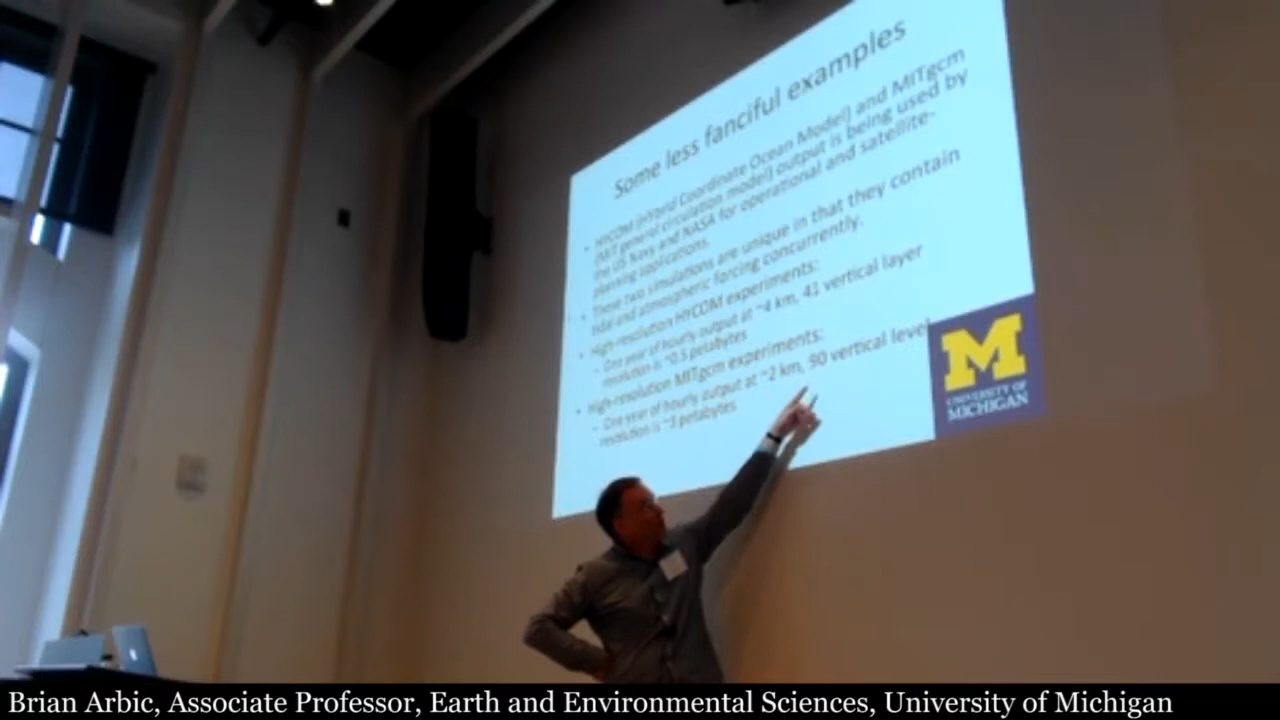 Some less fanciful examples
• HYCOM (HYbrid Coordinate Ocean Model) and MITgcm
(MIT general circulation model) output is being used by
the US Navy and NASA for operational and satellite-
planning applications.
• These two simulations are unique in that they contain
tidal and atmospheric forcing concurrently.
• High-resolution HYCOM experiments:
– One year of hourly output at ~4 km, 41 vertical layer
resolution is ~0.5 petabytes
• High-resolution MITgcm experiments:
– One year of hourly output at ~2 km, 90 vertical level
resolution is ~3 petabytes
M
UNIVERSITY OF
MICHIGAN
Brian Arbic, Associate Professor, Earth and Environmental Sciences, University of Michigan